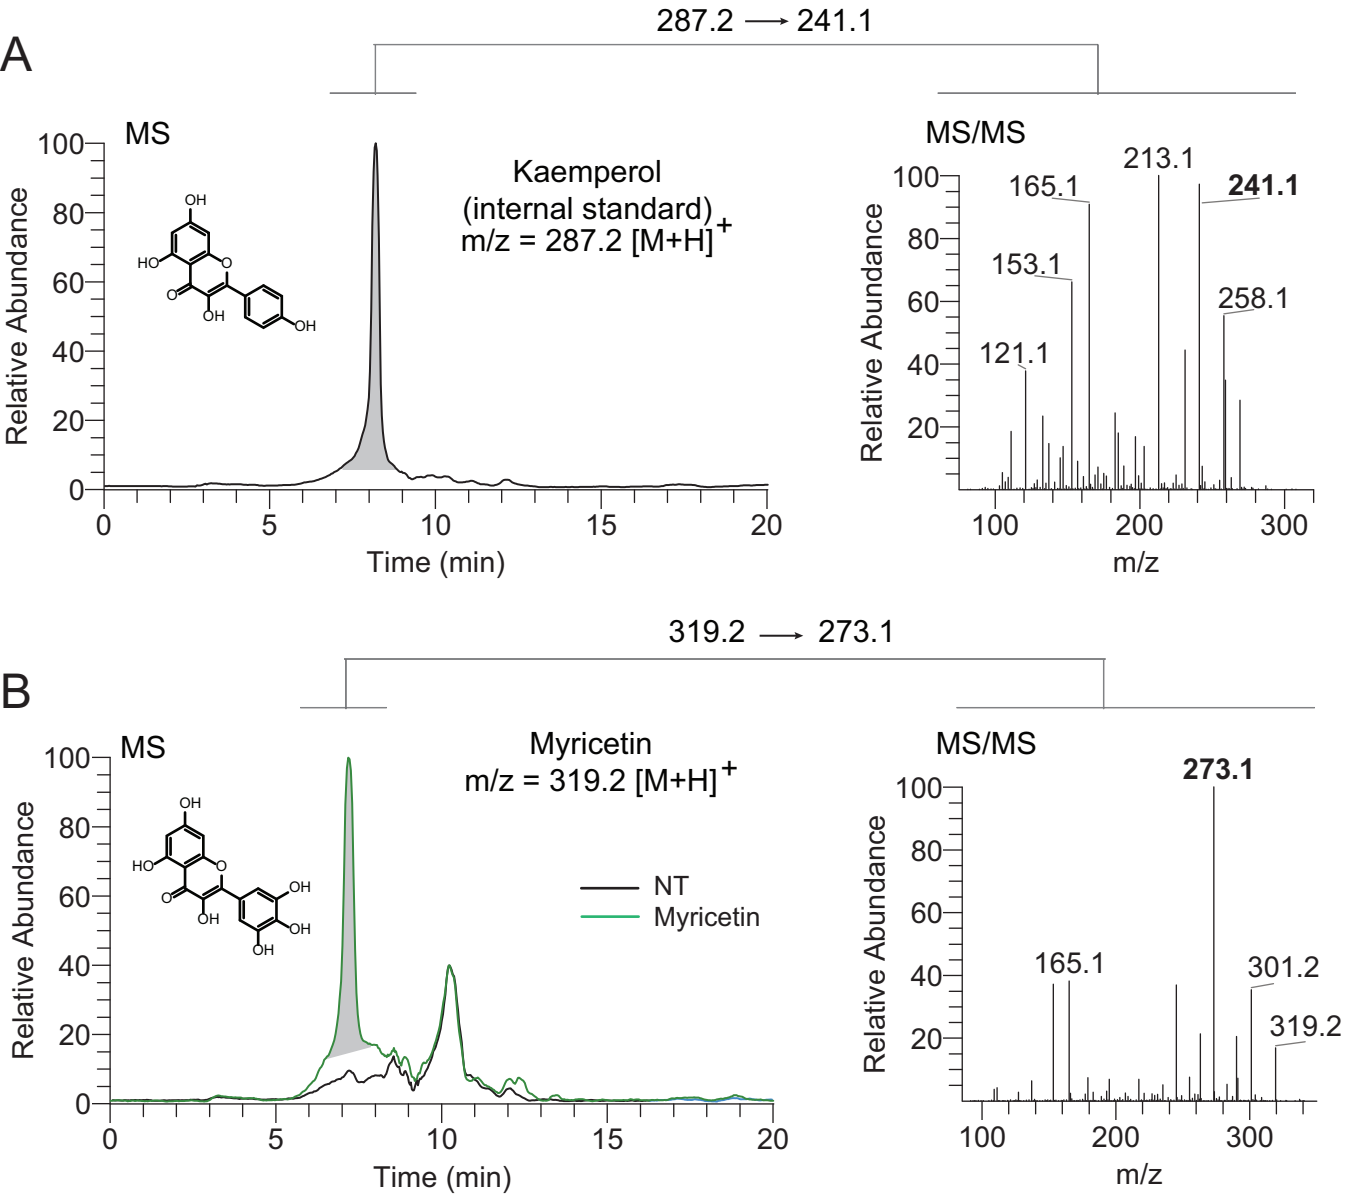 A
287.2 → 241.1
MS
Kaemperol
(internal standard)
m/z = 287.2 [M+H]+
OH
HO
O
O
OH
OH
Relative Abundance
100
80
60
40
20
0
0 5 10 15 20
Time (min)
MS/MS
213.1
165.1
241.1
153.1
258.1
121.1
Relative Abundance
100
80
60
40
20
100 200 300
m/z
B
319.2 → 273.1
MS
Myricetin
m/z = 319.2 [M+H]+
OH
HO
O
O
OH
OH
OH
OH
NT
Myricetin
Relative Abundance
100
80
60
40
20
0
0 5 10 15 20
Time (min)
MS/MS
273.1
165.1
301.2
319.2
Relative Abundance
100
80
60
40
20
100 200 300
m/z